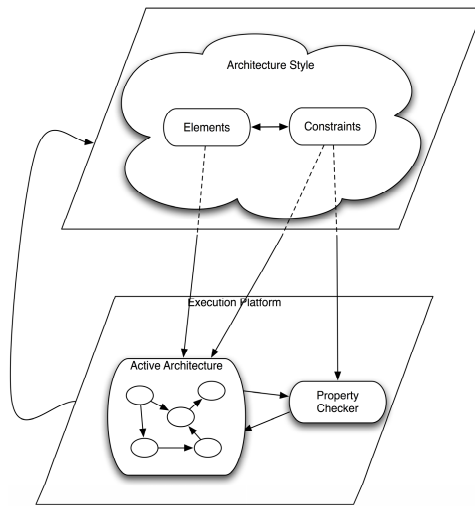 Architecture Style
Elements
Constraints
Execution Platform
Active Architecture
Property
Checker